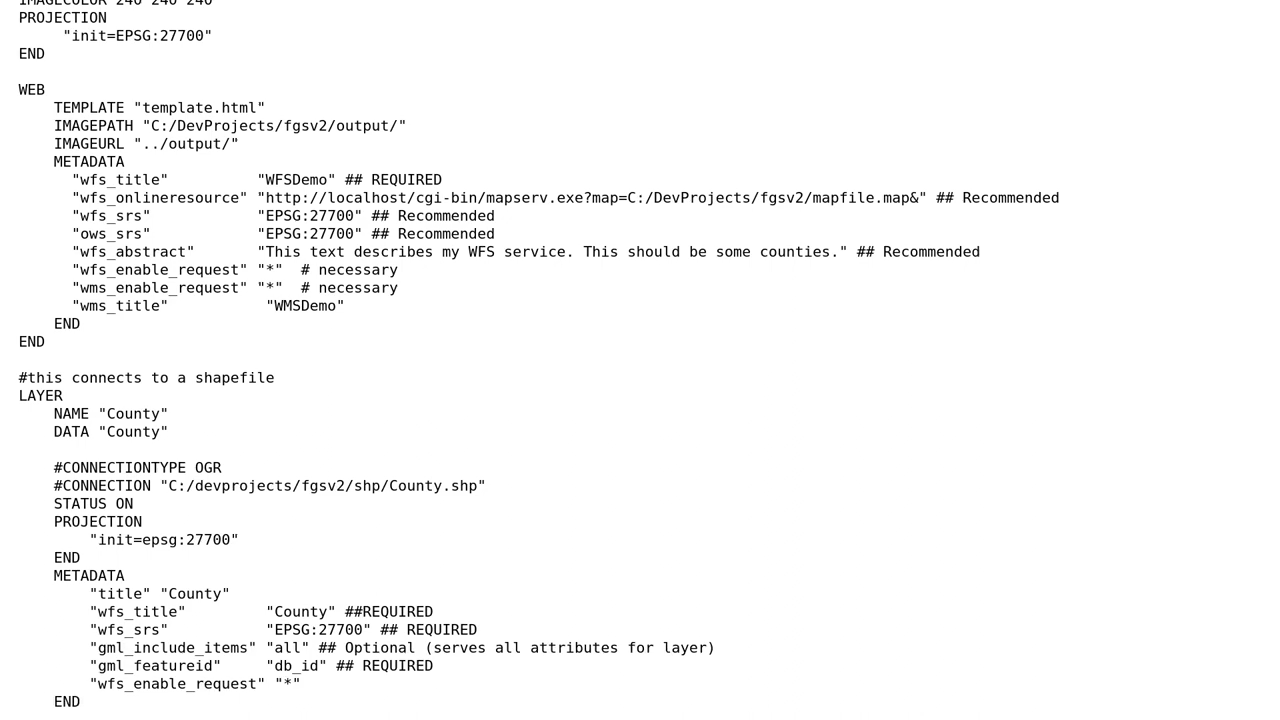 IMAGECOLOR 246 246 246
PROJECTION
     "init=EPSG:27700"
END

WEB
    TEMPLATE "template.html"
    IMAGEPATH "C:/DevProjects/fgsv2/output/"
    IMAGEURL "../output/"
    METADATA
      "wfs_title"          "WFSDemo" ## REQUIRED
      "wfs_onlineresource" "http://localhost/cgi-bin/mapserv.exe?map=C:/DevProjects/fgsv2/mapfile.map&" ## Recommended
      "wfs_srs"            "EPSG:27700" ## Recommended
      "ows_srs"            "EPSG:27700" ## Recommended
      "wfs_abstract"       "This text describes my WFS service. This should be some counties." ## Recommended
      "wfs_enable_request" "*"  # necessary
      "wms_enable_request" "*"  # necessary
      "wms_title"           "WMSDemo"
    END
END

#this connects to a shapefile
LAYER
    NAME "County"
    DATA "County"

    #CONNECTIONTYPE OGR
    #CONNECTION "C:/devprojects/fgsv2/shp/County.shp"
    STATUS ON
    PROJECTION
        "init=epsg:27700"
    END
    METADATA
        "title" "County"
        "wfs_title"         "County" ##REQUIRED
        "wfs_srs"           "EPSG:27700" ## REQUIRED
        "gml_include_items" "all" ## Optional (serves all attributes for layer)
        "gml_featureid"     "db_id" ## REQUIRED
        "wfs_enable_request" "*"
    END